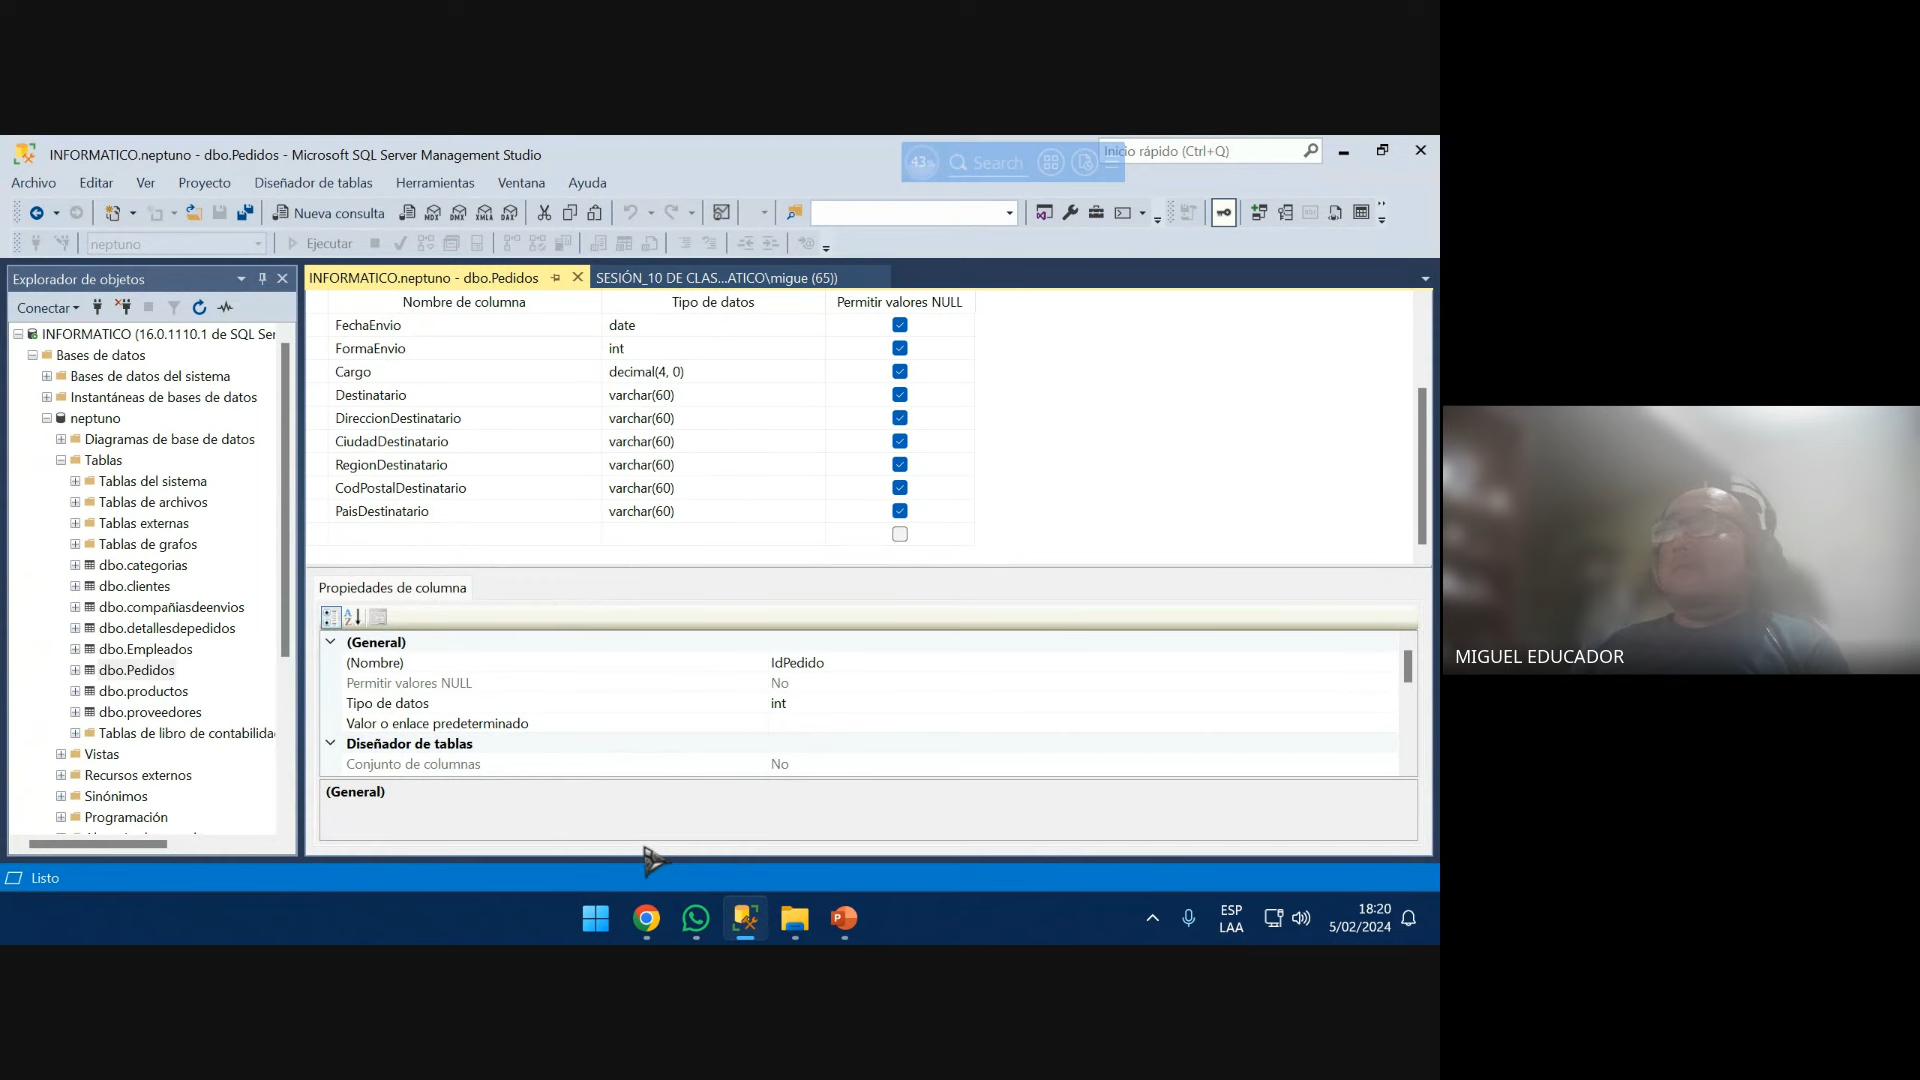 INFORMATICO.neptuno - dbo.Pedidos - Microsoft SQL Server Management Studio
43%
Search
Inicio rápido (Ctrl+Q)
Archivo Editar Ver Proyecto Diseñador de tablas Herramientas Ventana Ayuda
Nueva consulta MDX DMX XMLA DAX
neptuno Ejecutar
Explorador de objetos
INFORMATICO.neptuno - dbo.Pedidos
SESIÓN_10 DE CLAS...ATICO\migue (65))
Conectar
INFORMATICO (16.0.1110.1 de SQL Ser
Bases de datos
Bases de datos del sistema
Instantáneas de bases de datos
neptuno
Diagramas de base de datos
Tablas
Tablas del sistema
Tablas de archivos
Tablas externas
Tablas de grafos
dbo.categorias
dbo.clientes
dbo.compañiasdeenvios
dbo.detallesdepedidos
dbo.Empleados
dbo.Pedidos
dbo.productos
dbo.proveedores
Tablas de libro de contabilida
Vistas
Recursos externos
Sinónimos
Programación
Nombre de columna Tipo de datos Permitir valores NULL
FechaEnvio date
FormaEnvio int
Cargo decimal(4, 0)
Destinatario varchar(60)
DireccionDestinatario varchar(60)
CiudadDestinatario varchar(60)
RegionDestinatario varchar(60)
CodPostalDestinatario varchar(60)
PaisDestinatario varchar(60)
Propiedades de columna
(General)
(Nombre) IdPedido
Permitir valores NULL No
Tipo de datos int
Valor o enlace predeterminado
Diseñador de tablas
Conjunto de columnas No
(General)
Listo
ESP
LAA
18:20
5/02/2024
MIGUEL EDUCADOR